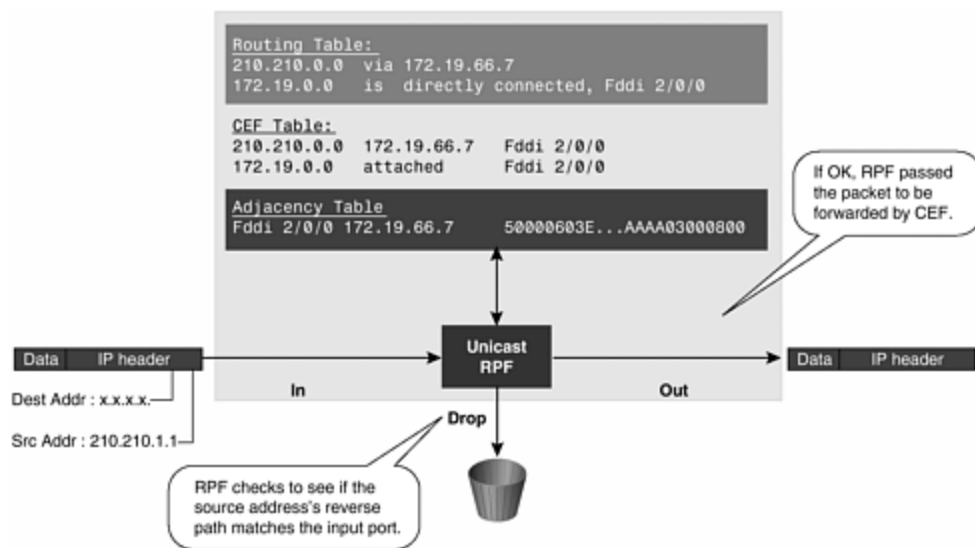 Routing Table:
210.210.0.0 via 172.19.66.7
172.19.0.0 is directly connected, Fddi 2/0/0
CEF Table:
210.210.0.0 172.19.66.7 Fddi 2/0/0
172.19.0.0 attached Fddi 2/0/0
Adjacency Table
Fddi 2/0/0 172.19.66.7 50000603E...AAAA03000800
If OK, RPF passed
the packet to be
forwarded by CEF.
Data IP header
Unicast
RPF
Data IP header
In
Out
Dest Addr : x.x.x.x.
Drop
Src Addr : 210.210.1.1
RPF checks to see if the
source address's reverse
path matches the input port.